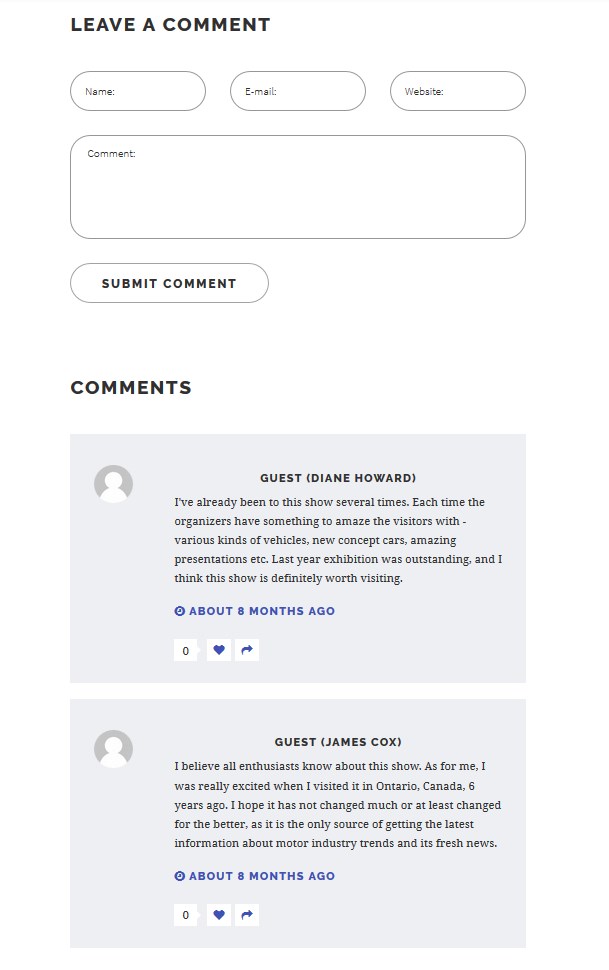 LEAVE A COMMENT
Name:
E-mail:
Website:
Comment:
SUBMIT COMMENT
COMMENTS
GUEST (DIANE HOWARD)
I've already been to this show several times. Each time the
organizers have something to amaze the visitors with -
various kinds of vehicles, new concept cars, amazing
presentations etc. Last year exhibition was outstanding, and I
think this show is definitely worth visiting.
ABOUT 8 MONTHS AGO
0
GUEST (JAMES COX)
I believe all enthusiasts know about this show. As for me, I
was really excited when I visited it in Ontario, Canada, 6
years ago. I hope it has not changed much or at least changed
for the better, as it is the only source of getting the latest
information about motor industry trends and its fresh news.
ABOUT 8 MONTHS AGO
0